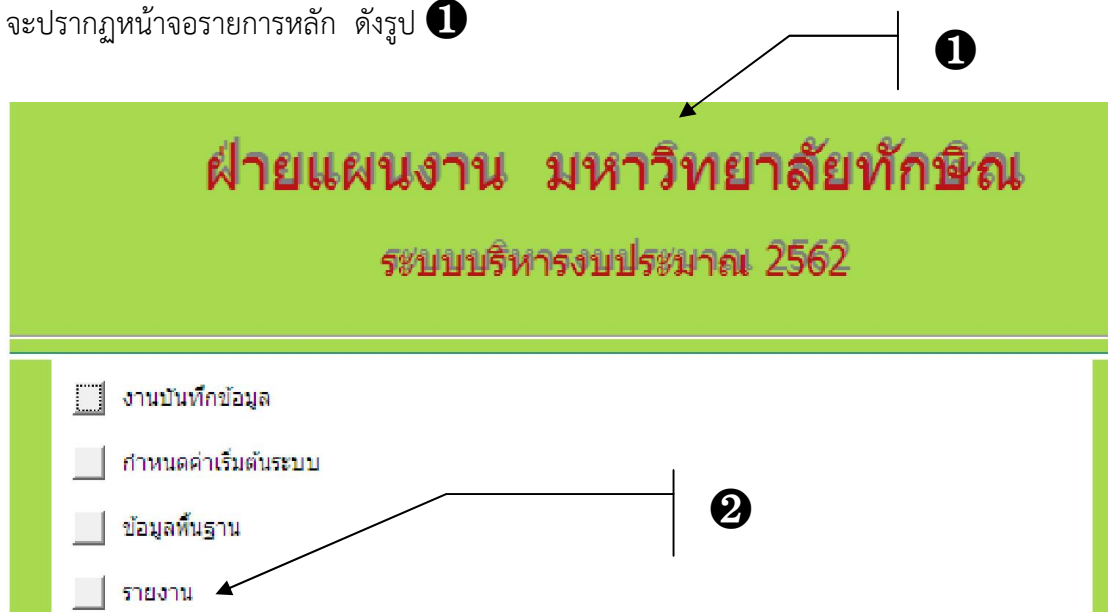 จะปรากฏหน้าจอรายการหลัก ดังรูป ❶
❶
ฝ่ายแผนงาน มหาวิทยาลัยทักษิณ
ระบบบริหารงบประมาณ 2562
งานบันทึกข้อมูล
กำหนดค่าเริ่มต้นระบบ
❷
ข้อมูลพื้นฐาน
รายงาน